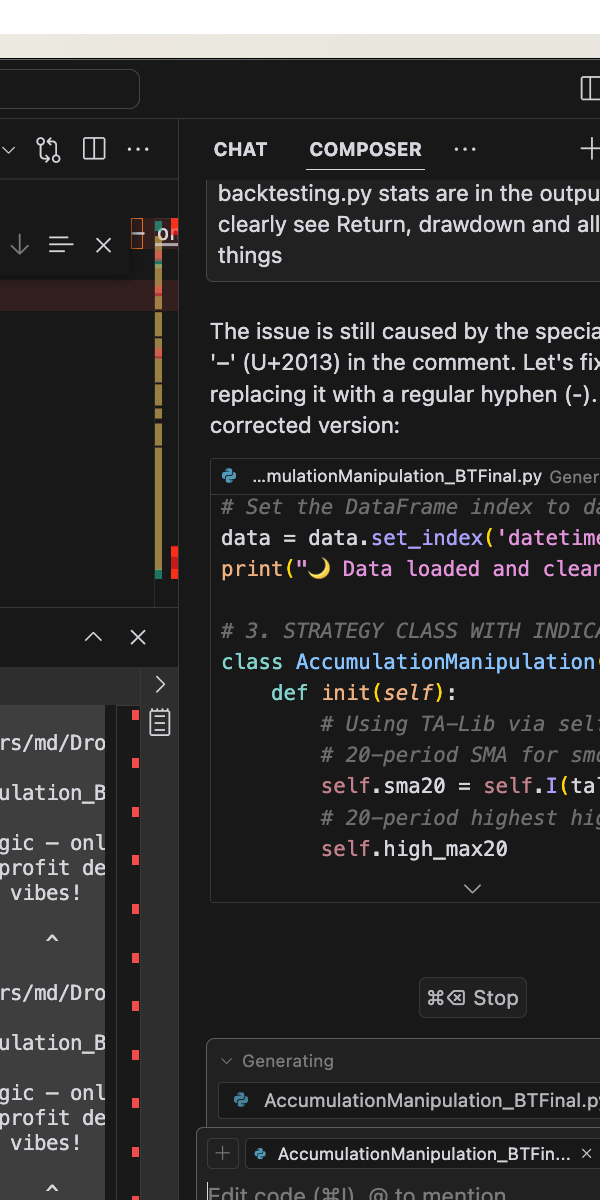 CHAT
COMPOSER
backtesting.py stats are in the outpu
clearly see Return, drawdown and all
things
The issue is still caused by the specia
'–' (U+2013) in the comment. Let's fix
replacing it with a regular hyphen (-).
corrected version:
...mulationManipulation_BTFinal.py Gener
# Set the DataFrame index to da
data = data.set_index('datetime
print("🌙 Data loaded and clean
# 3. STRATEGY CLASS WITH INDICA
class AccumulationManipulation(
def init(self):
# Using TA-Lib via self
# 20-period SMA for smo
self.sma20 = self.I(tal
# 20-period highest hig
self.high_max20
⌘⌫ Stop
Generating
AccumulationManipulation_BTFinal.py
AccumulationManipulation_BTFin... ×
Edit code (⌘I), @ to mention
– on
rs/md/Dro
ulation_B
gic – onl
profit de
vibes!
^
rs/md/Dro
ulation_B
gic – onl
profit de
vibes!
^